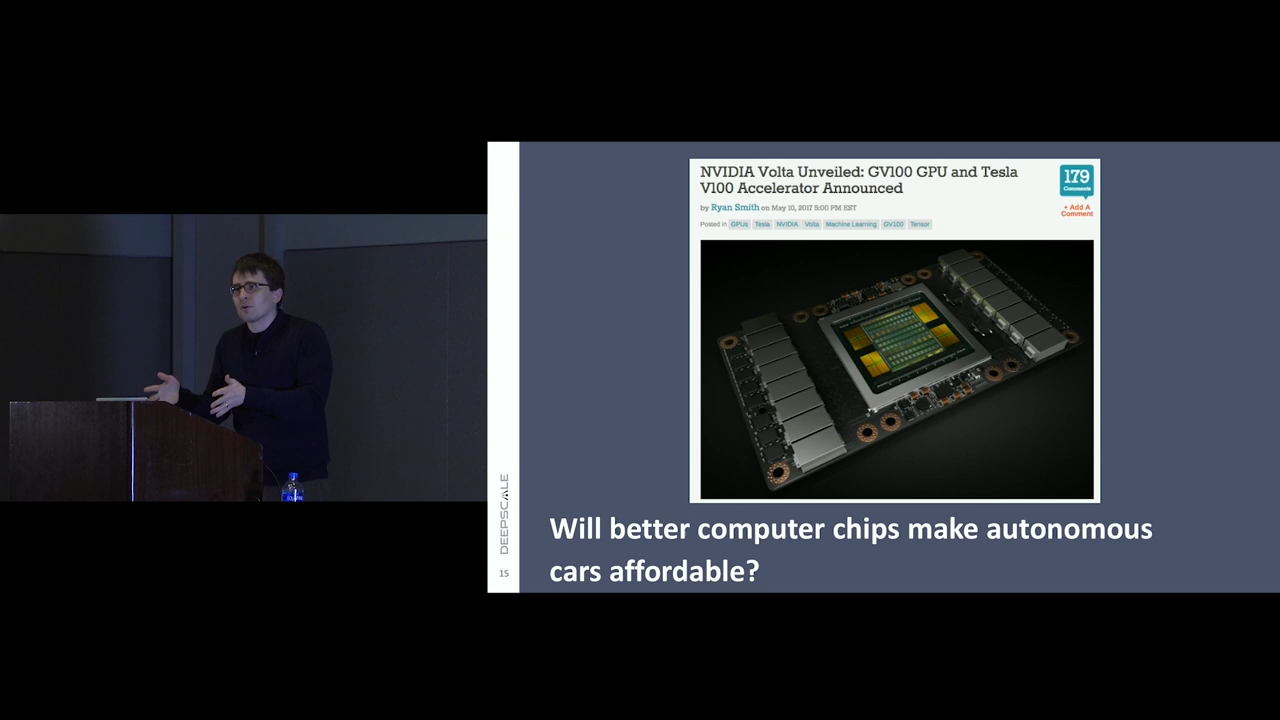 NVIDIA Volta Unveiled: GV100 GPU and Tesla
V100 Accelerator Announced
179
Comments
+ Add A
Comment
by Ryan Smith on May 10, 2017 5:00 PM EST
Posted in GPUs Tesla NVIDIA Volta Machine Learning GV100 Tensor
DEEPSCALE
15
Will better computer chips make autonomous
cars affordable?